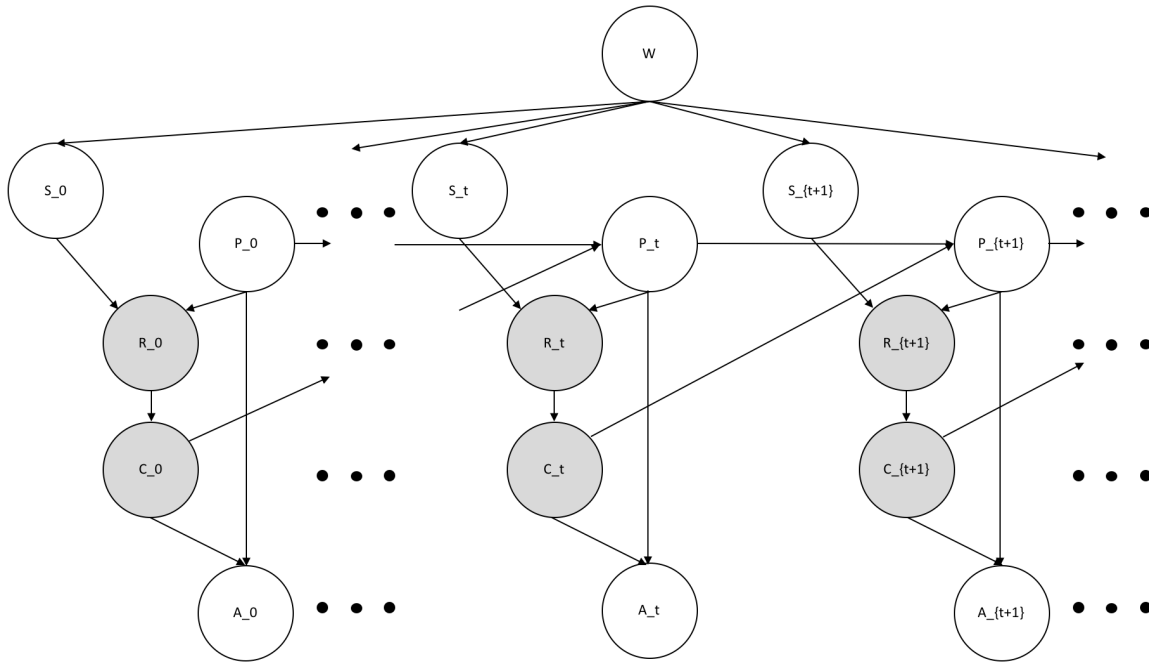 W
S_0
S_t
S_{t+1}
P_0
P_t
P_{t+1}
R_0
R_t
R_{t+1}
C_0
C_t
C_{t+1}
A_0
A_t
A_{t+1}